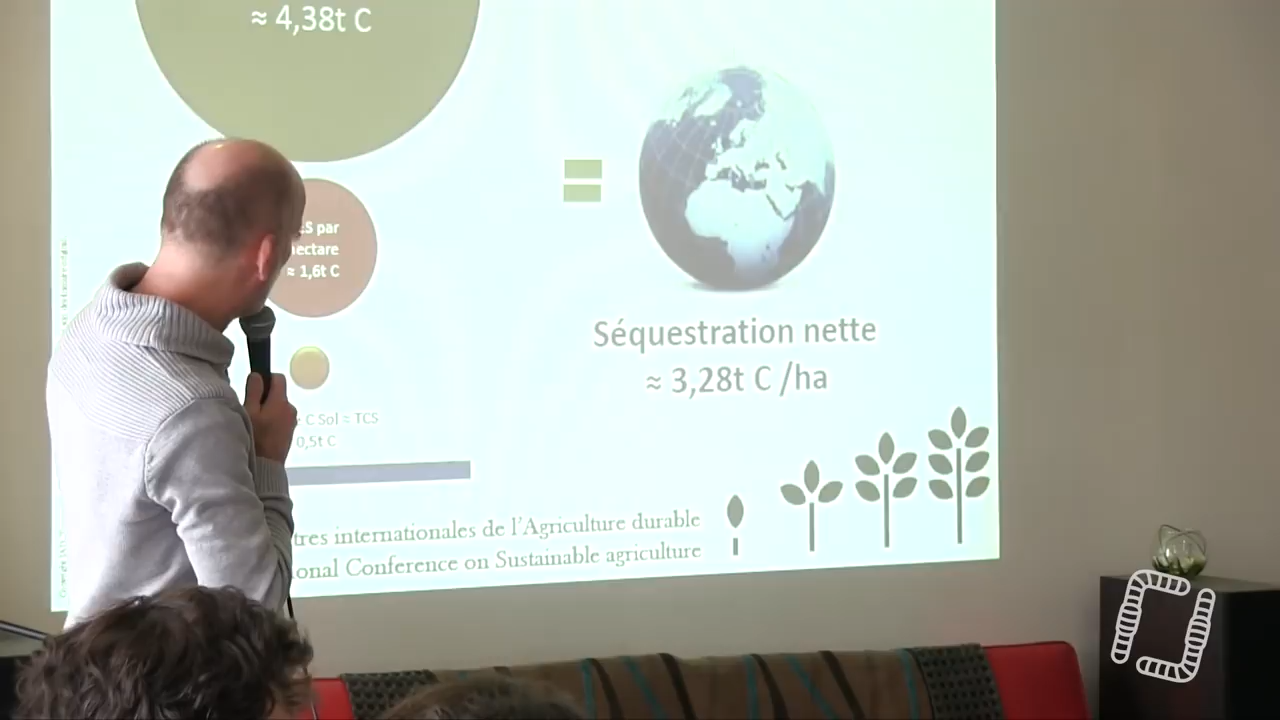 ≈ 4,38t C
S par
hectare
≈ 1,6t C
C Sol ≈ TCS
0,5t C
Séquestration nette
≈ 3,28t C /ha
tres internationales de l'Agriculture durable
onal Conference on Sustainable agriculture